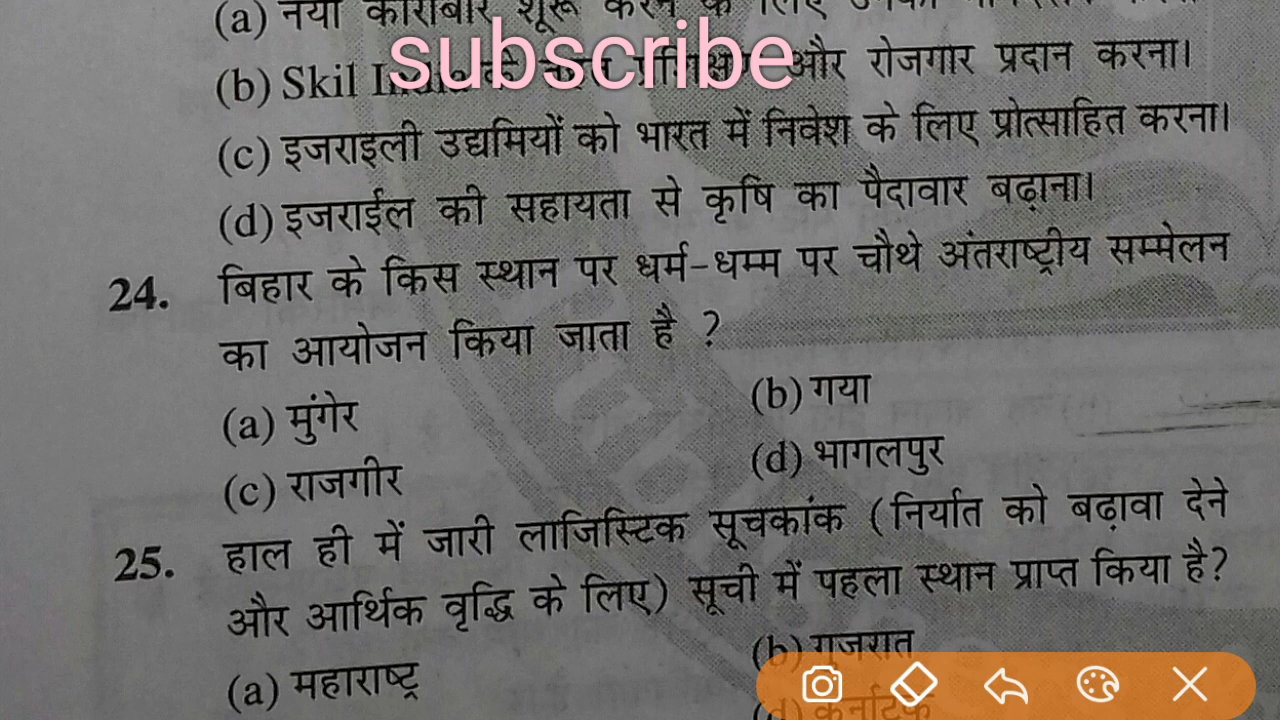 (a) नया कारोबार शुरू करने के लिए
subscribe
(b) Skil और रोजगार प्रदान करना।
(c) इजराइली उद्यमियों को भारत में निवेश के लिए प्रोत्साहित करना।
(d) इजराईल की सहायता से कृषि का पैदावार बढ़ाना।
24. बिहार के किस स्थान पर धर्म-धम्म पर चौथे अंतराष्ट्रीय सम्मेलन
का आयोजन किया जाता है ?
(a) मुंगेर (b) गया
(c) राजगीर (d) भागलपुर
25. हाल ही में जारी लाजिस्टिक सूचकांक (निर्यात को बढ़ावा देने
और आर्थिक वृद्धि के लिए) सूची में पहला स्थान प्राप्त किया है?
(a) महाराष्ट्र (b) गुजरात
(d) कर्नाटक